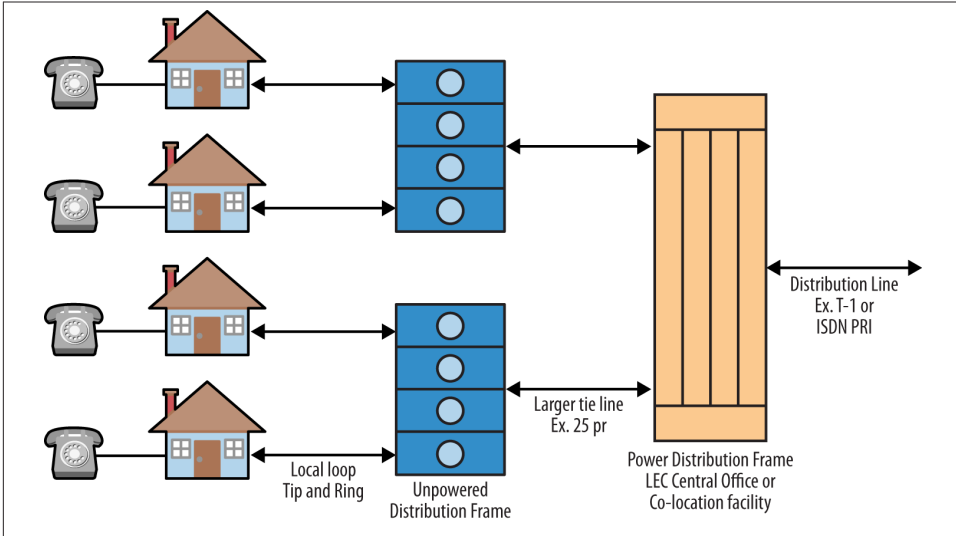 Local loop
Tip and Ring
Unpowered
Distribution Frame
Larger tie line
Ex. 25 pr
Power Distribution Frame
LEC Central Office or
Co-location facility
Distribution Line
Ex. T-1 or
ISDN PRI